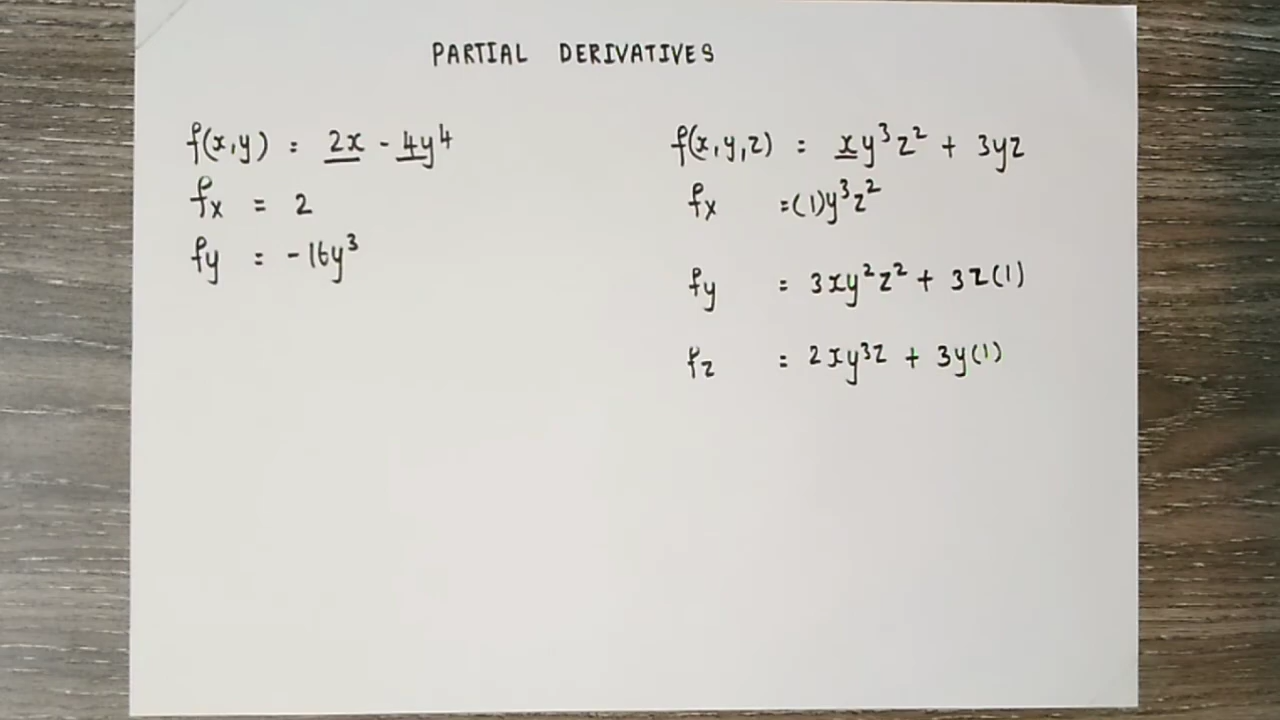 PARTIAL DERIVATIVES
f(x,y) = 2x - 4y⁴
fx = 2
fy = -16y³
f(x,y,z) = xy³z² + 3yz
fx =(1)y³z²
fy = 3xy²z² + 3z(1)
fz = 2xy³z + 3y(1)